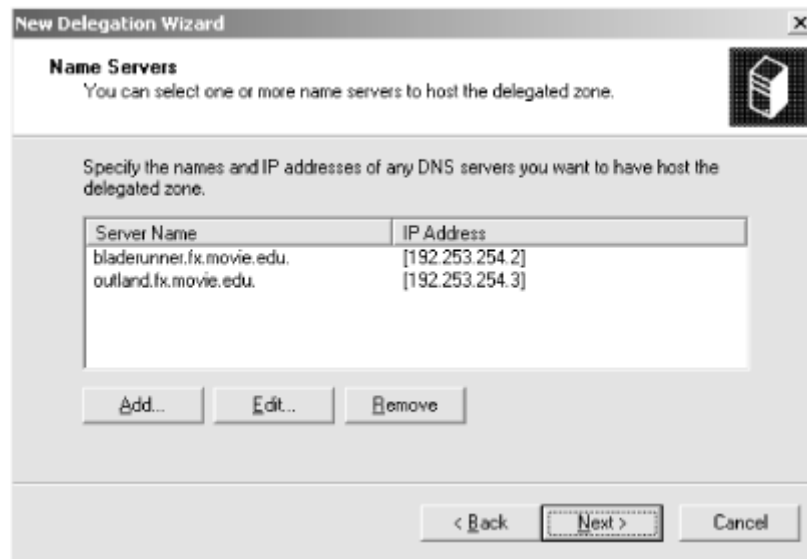 New Delegation Wizard
Name Servers
You can select one or more name servers to host the delegated zone.
Specify the names and IP addresses of any DNS servers you want to have host the
delegated zone.
Server Name IP Address
bladerunner.fx.movie.edu. [192.253.254.2]
outland.fx.movie.edu. [192.253.254.3]
Add... Edit... Remove
< Back Next > Cancel